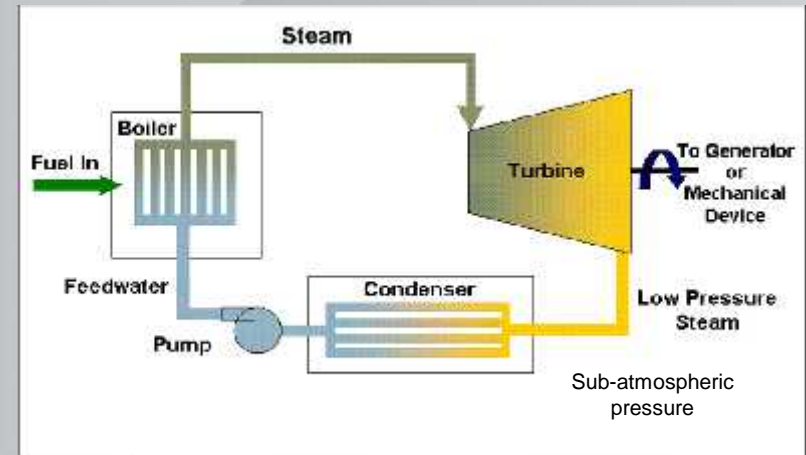 Steam
Boiler
Fuel In
Turbine
To Generator
or
Mechanical
Device
Feedwater
Condenser
Low Pressure
Steam
Pump
Sub-atmospheric
pressure